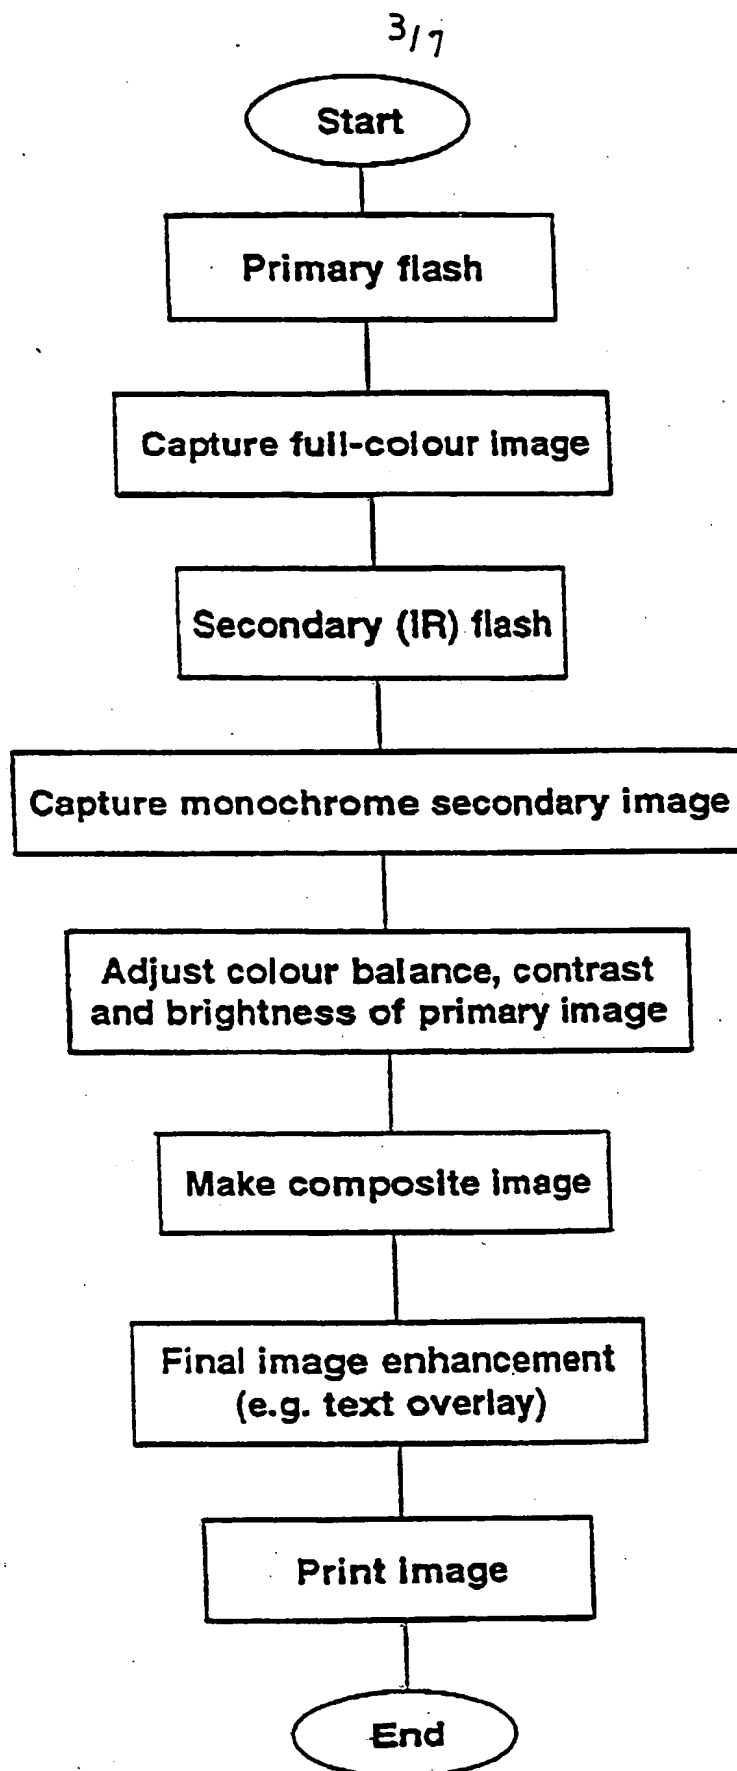 3/7
Start
Primary flash
Capture full-colour image
Secondary (IR) flash
Capture monochrome secondary image
Adjust colour balance, contrast
and brightness of primary image
Make composite image
Final image enhancement
(e.g. text overlay)
Print image
End